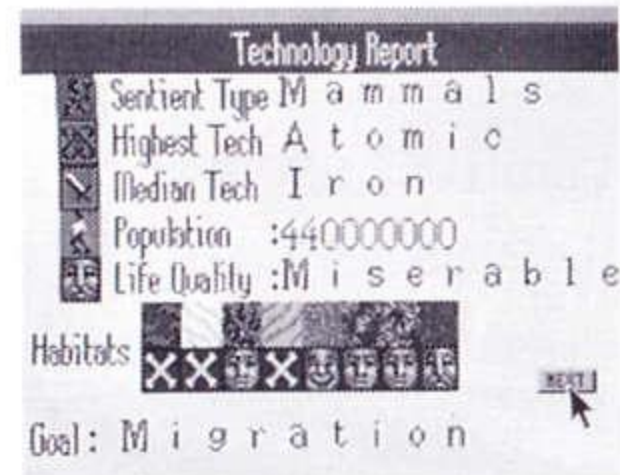 Technology Report
Sentient Type Mammals
Highest Tech Atomic
Median Tech Iron
Population :440000000
Life Quality :Miserable
Habitats
NEXT
Goal: Migration